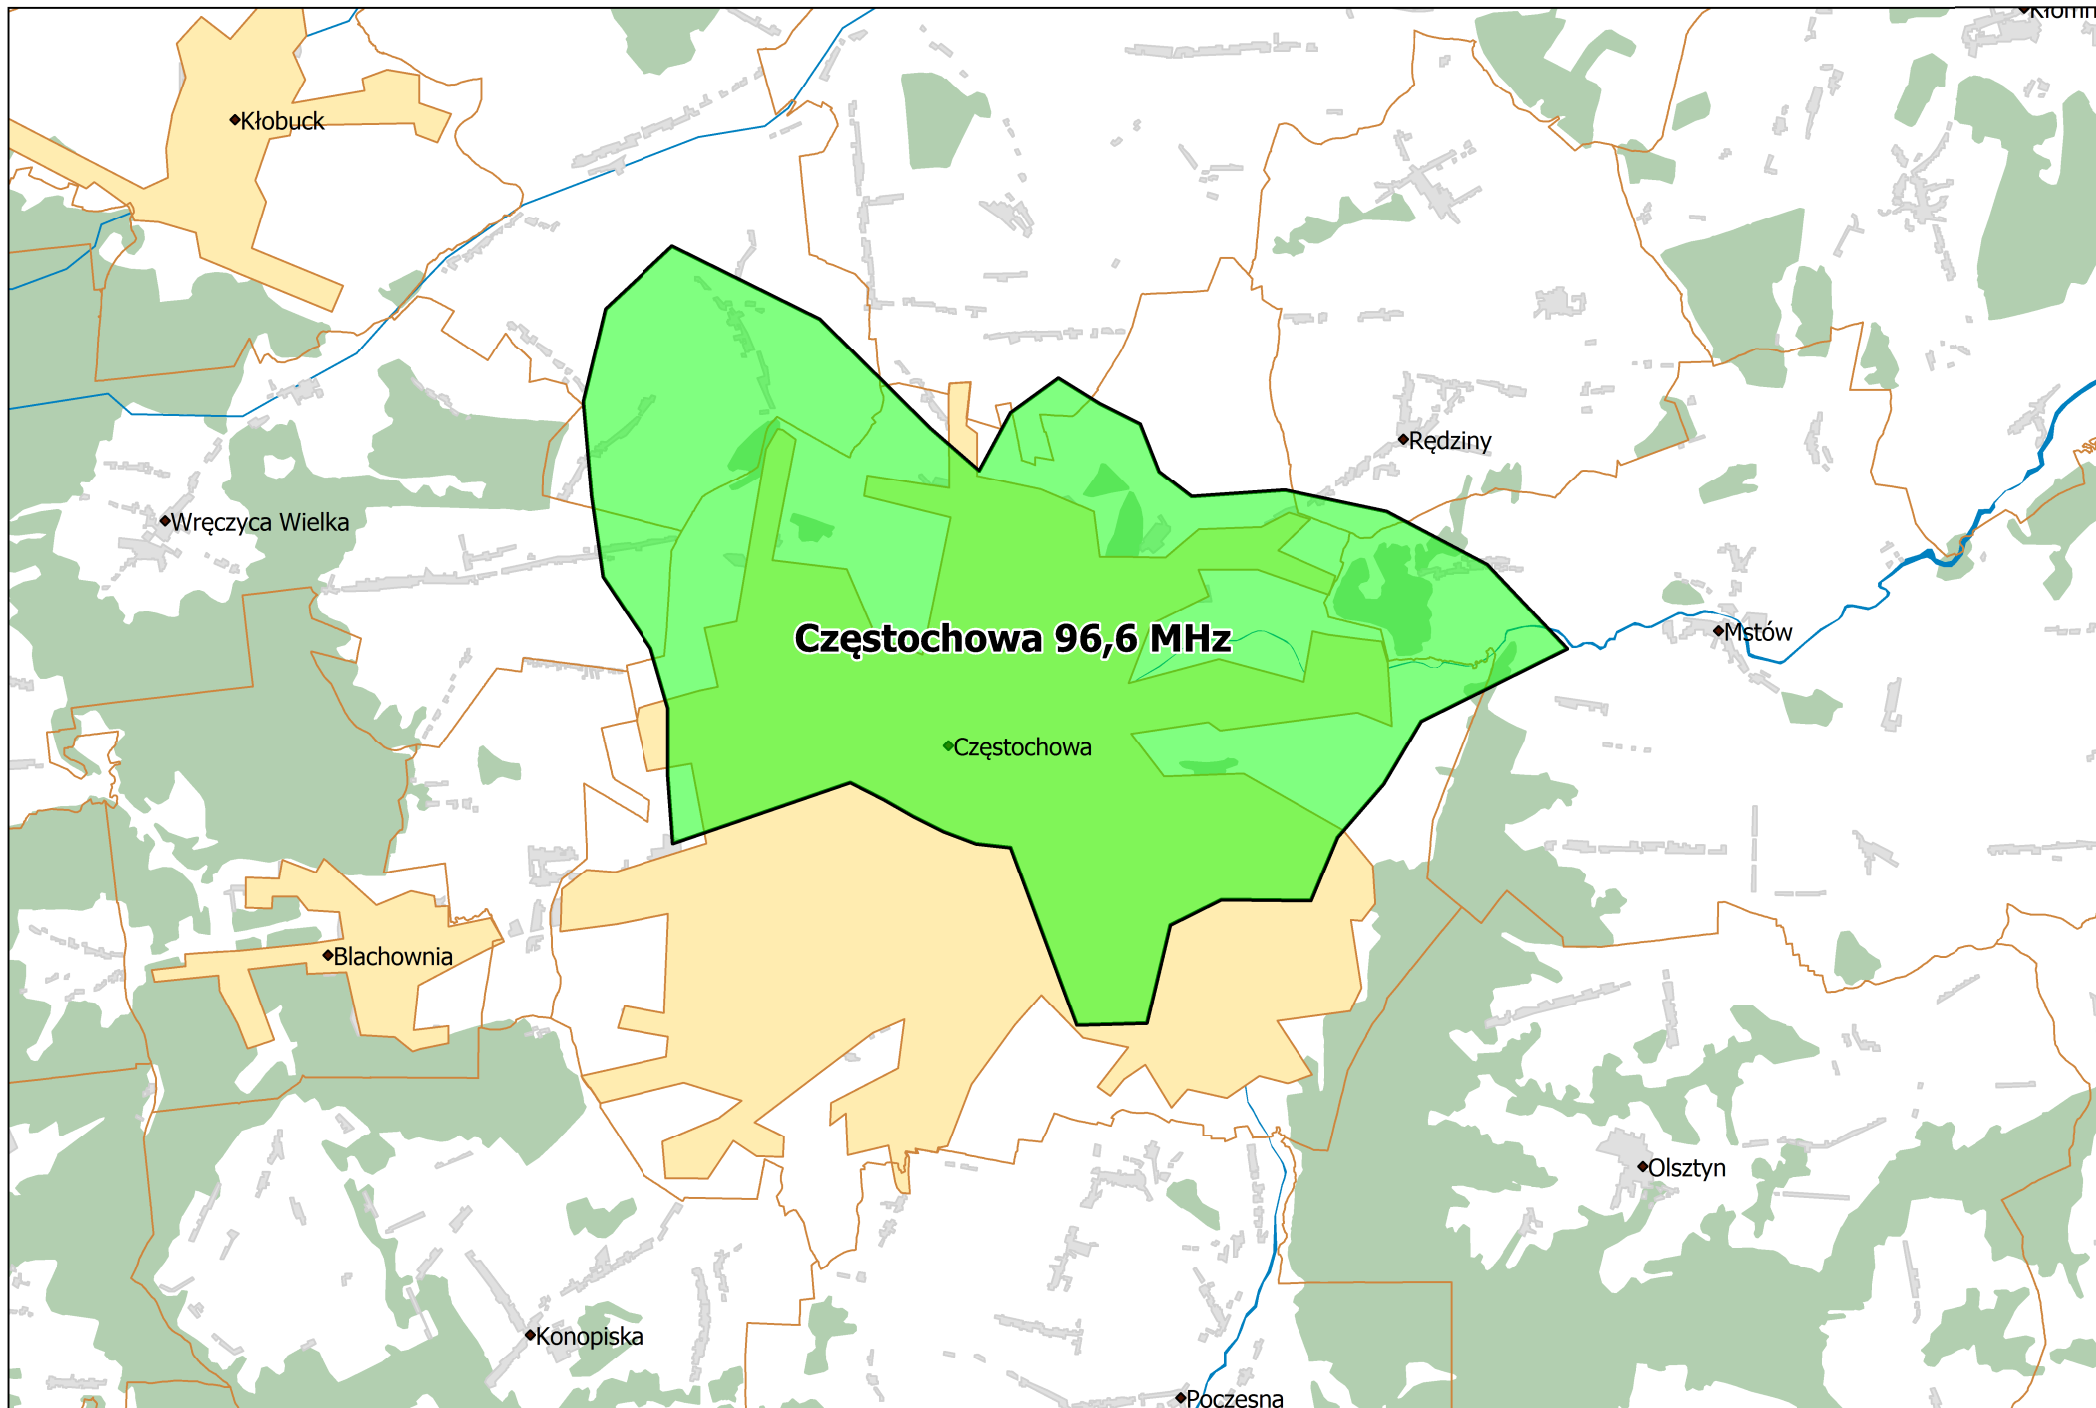 Kłobuck
Rędziny
Wręczyca Wielka
Częstochowa 96,6 MHz
Mstów
Częstochowa
Blachownia
Olsztyn
Konopiska
Poczesna